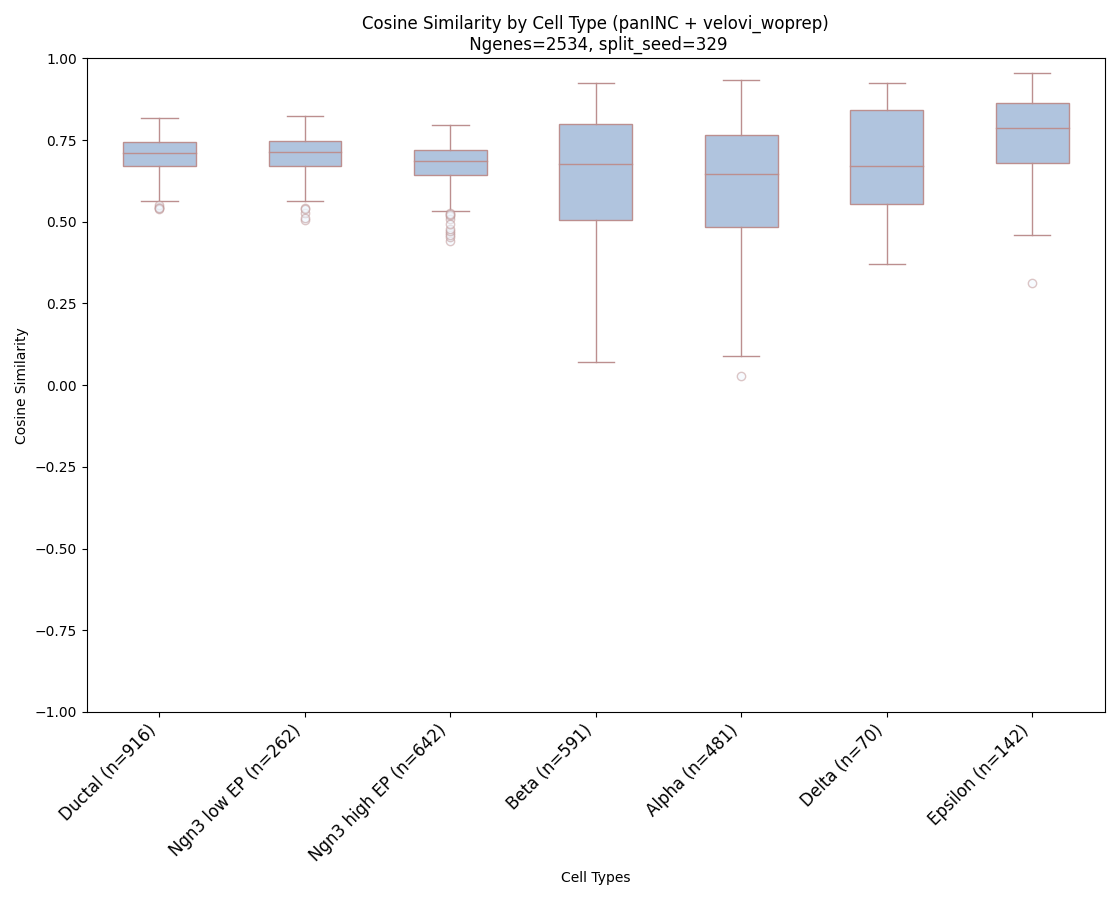 Cosine Similarity by Cell Type (panINC + velovi_woprep)
Ngenes=2534, split_seed=329
1.00
0.75
0.50
0.25
0.00
−0.25
−0.50
−0.75
−1.00
Cosine Similarity
Ductal (n=916)
Ngn3 low EP (n=262)
Ngn3 high EP (n=642)
Beta (n=591)
Alpha (n=481)
Delta (n=70)
Epsilon (n=142)
Cell Types